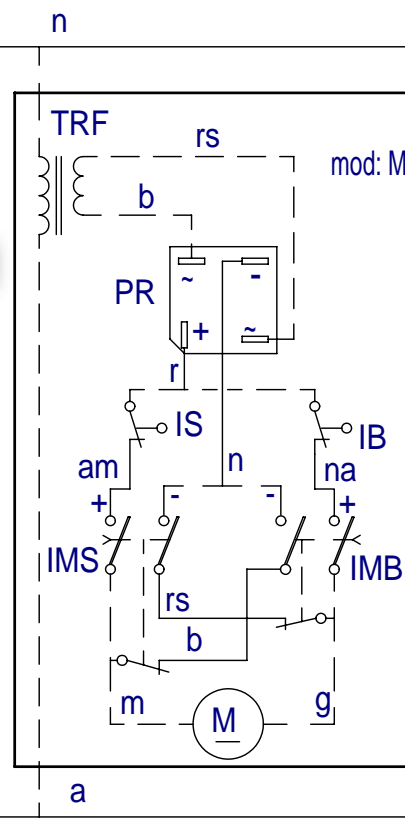 n
TRF
rs
mod: M
b
~
-
PR
+
~
r
IS
IB
am
n
na
+
-
-
+
IMS
IMB
rs
b
m
M
g
a